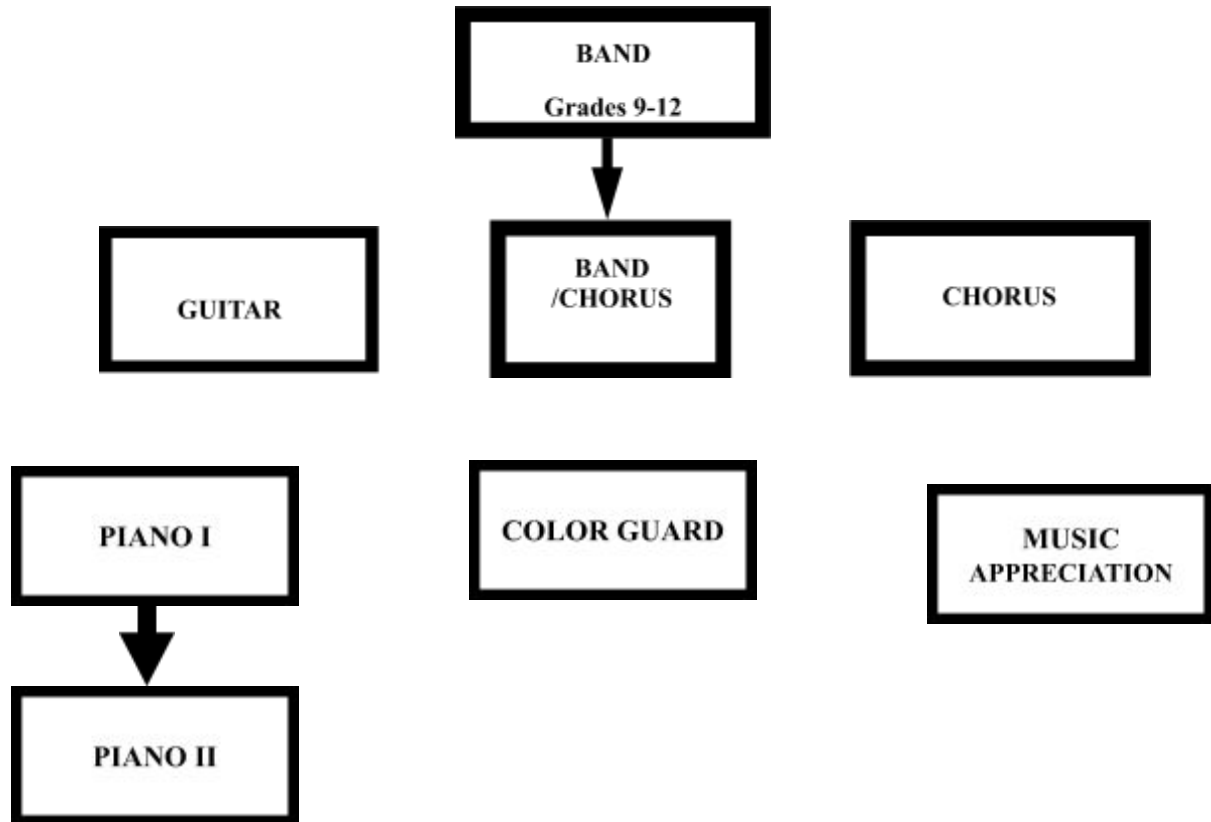 BAND
Grades 9-12
GUITAR
BAND
/CHORUS
CHORUS
PIANO I
COLOR GUARD
MUSIC
APPRECIATION
PIANO II